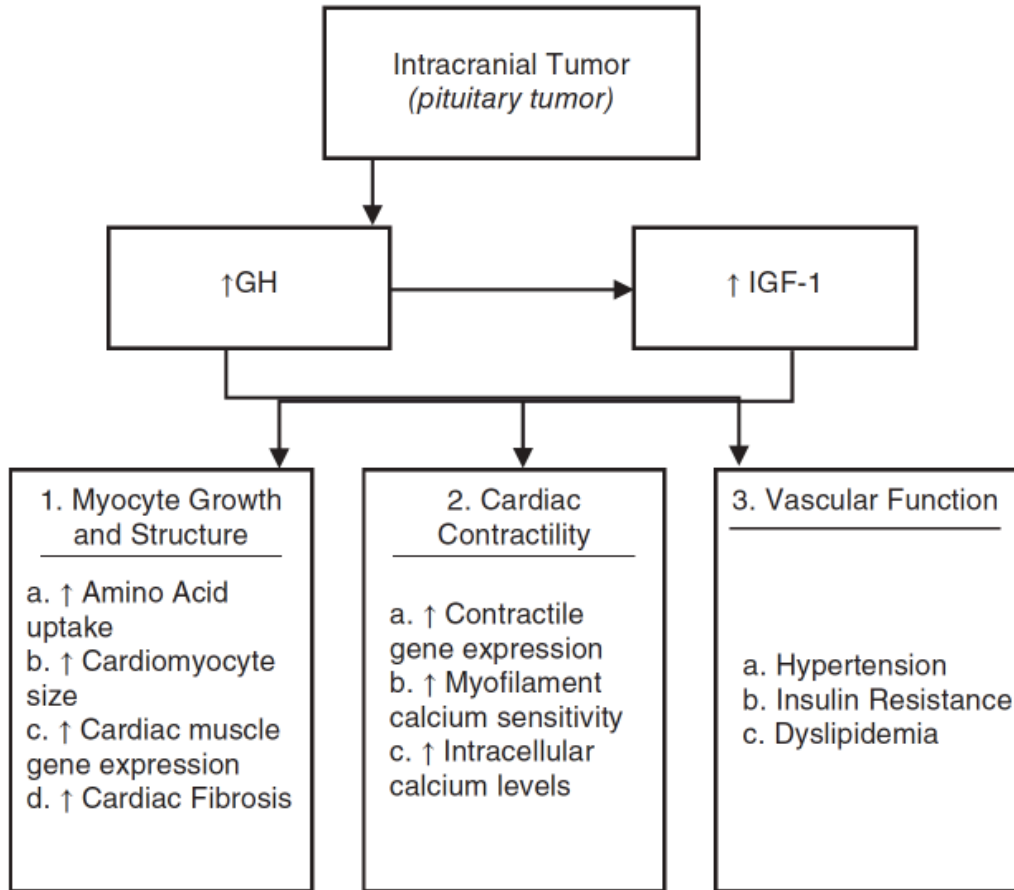 Intracranial Tumor
(pituitary tumor)
↑GH
↑ IGF-1
1. Myocyte Growth
and Structure
a. ↑ Amino Acid
uptake
b. ↑ Cardiomyocyte
size
c. ↑ Cardiac muscle
gene expression
d. ↑ Cardiac Fibrosis
2. Cardiac
Contractility
a. ↑ Contractile
gene expression
b. ↑ Myofilament
calcium sensitivity
c. ↑ Intracellular
calcium levels
3. Vascular Function
a. Hypertension
b. Insulin Resistance
c. Dyslipidemia